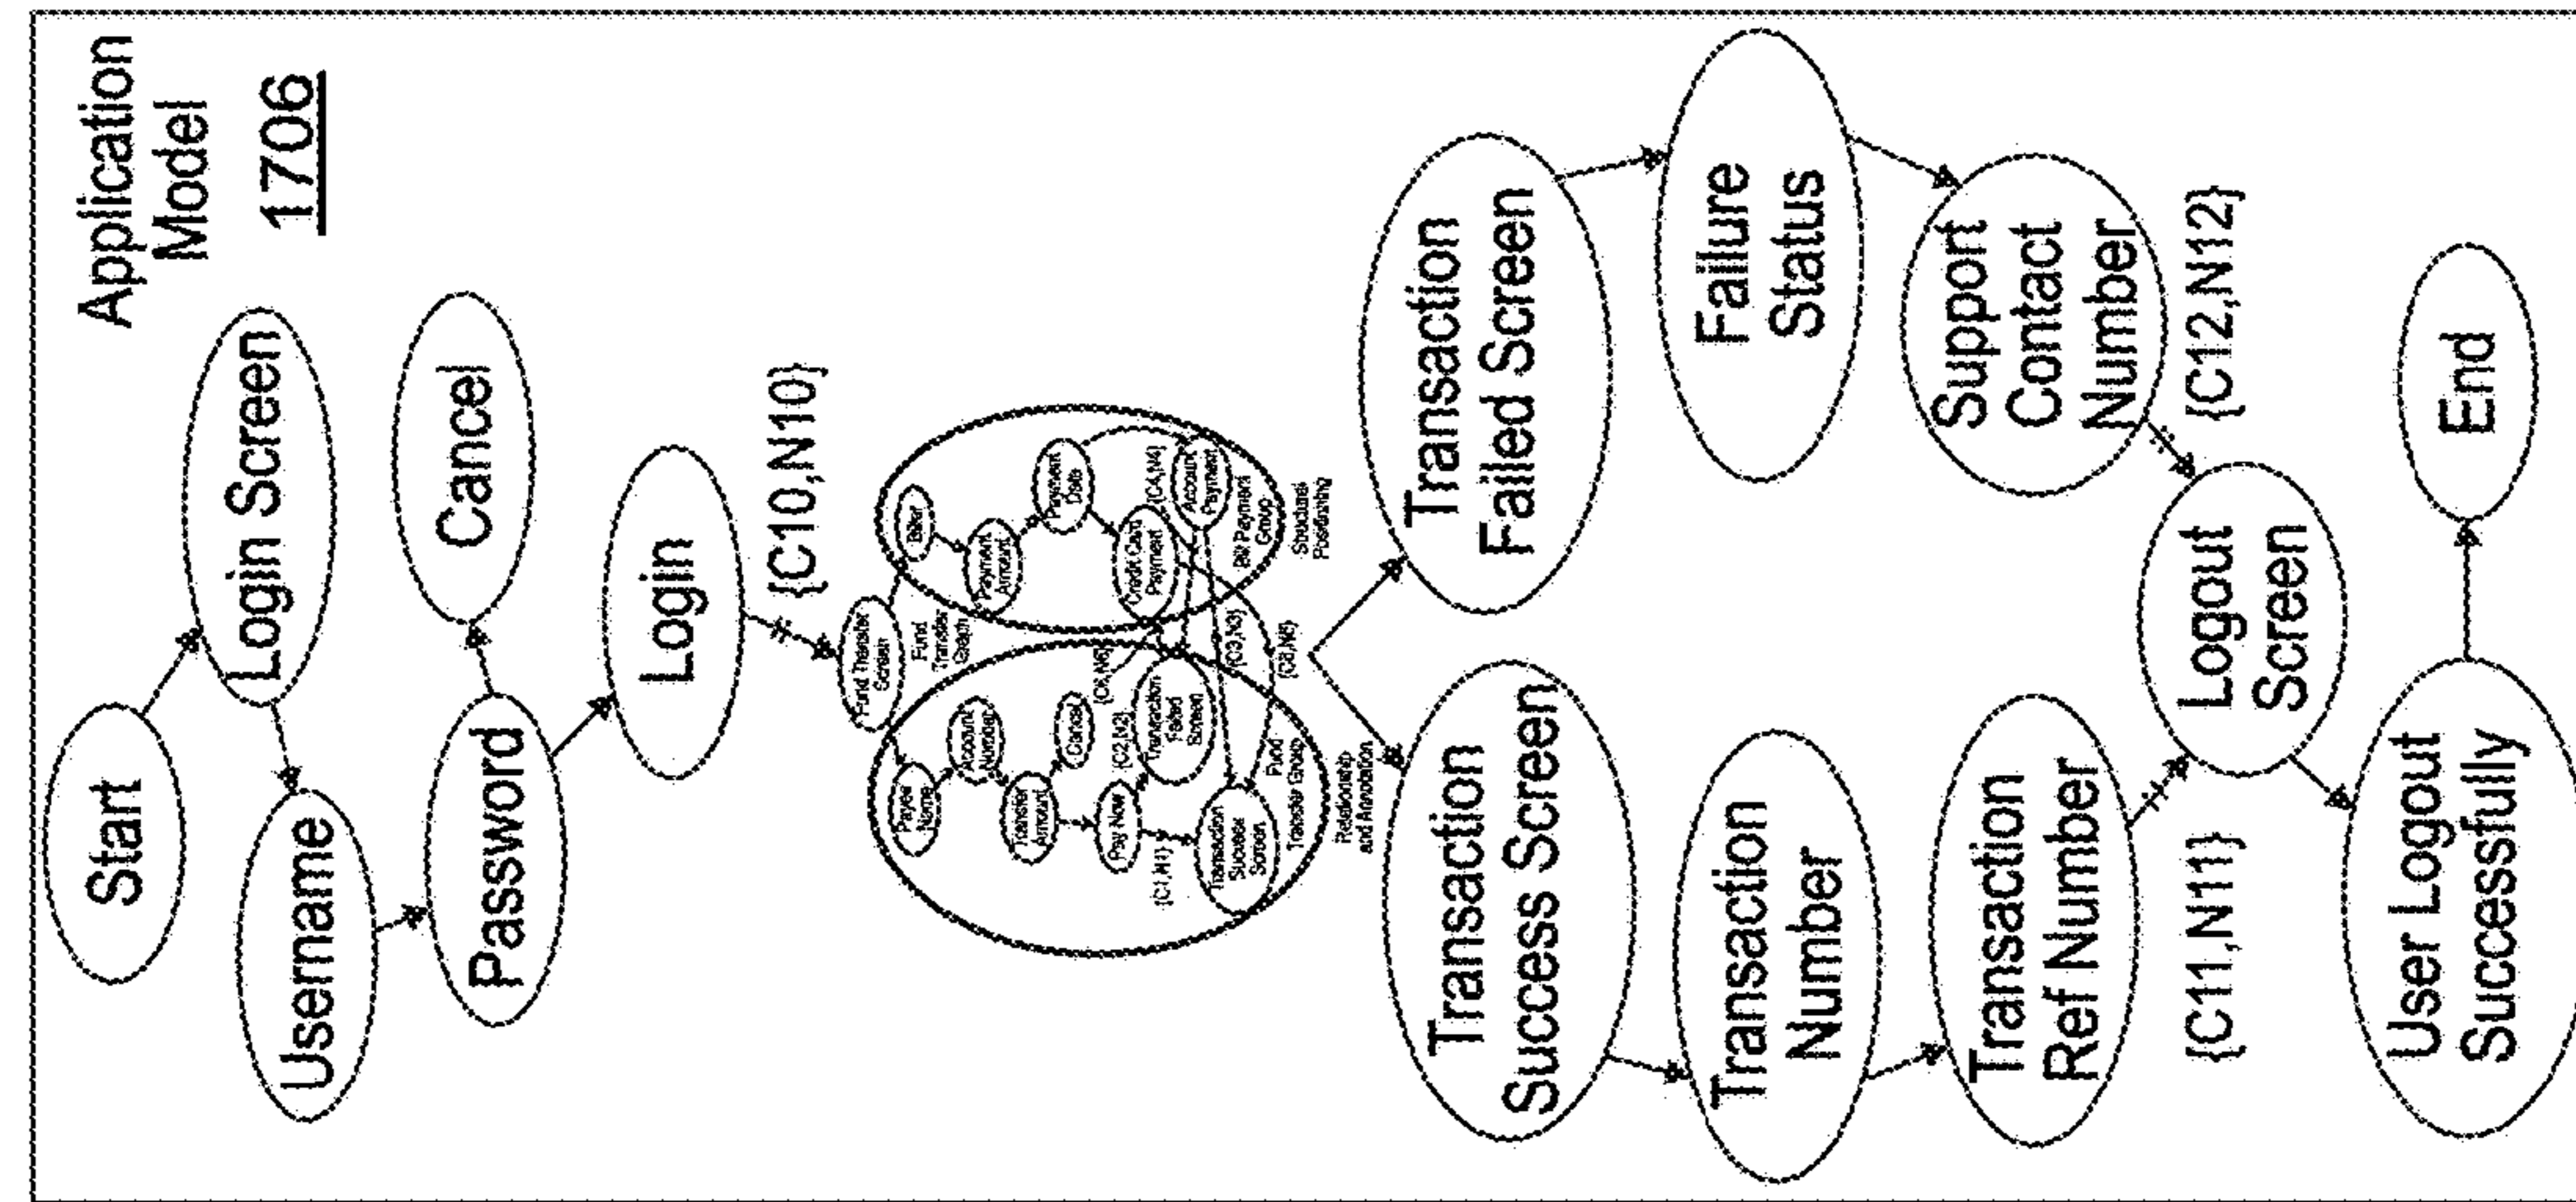 Application
Model
1706
Start
Login Screen
Username
Password
Cancel
Login
{C10,N10}
Fund Transfer
Screen
Fund
Transfer
Payee
Name
Account
Number
Transfer
Amount
Cancel
Pay Now
{C1,N1}
{C2,N2}
Transaction
Failed
Screen
Transaction
Success
Screen
Fund
Transfer Group
Biller
Payment
Amount
Payment
Date
Credit Card
Payment
Account
Payment
{C4,N4}
{C3,N3}
Bill Payment
Group
Structural
Positioning
Relationship
and Annotation
Transaction
Success Screen
Transaction
Number
Transaction
Ref Number
{C11,N11}
Transaction
Failed Screen
Failure
Status
Support
Contact
Number
{C12,N12}
Logout
Screen
User Logout
Successfully
End